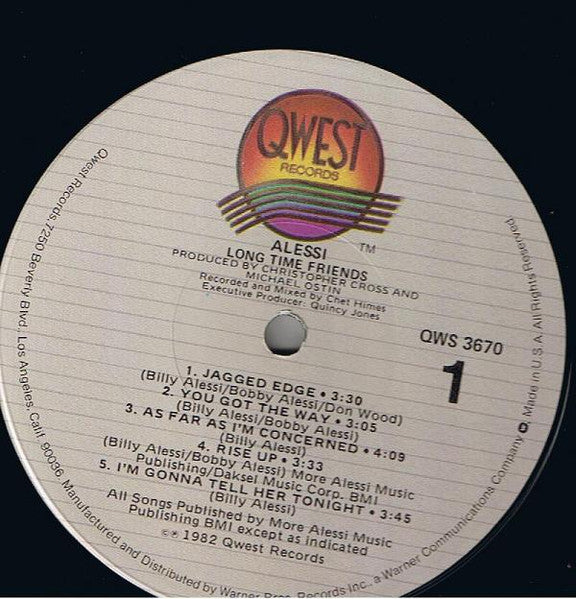 QWEST
RECORDS
TM
ALESSI
LONG TIME FRIENDS
PRODUCED BY CHRISTOPHER CROSS AND
MICHAEL OSTIN
Recorded and Mixed by Chet Himes
Executive Producer: Quincy Jones
QWS 3670
1
1. JAGGED EDGE • 3:30
(Billy Alessi/Bobby Alessi/Don Wood)
2. YOU GOT THE WAY • 3:05
(Billy Alessi/Bobby Alessi)
3. AS FAR AS I'M CONCERNED • 4:09
(Billy Alessi)
4. RISE UP • 3:33
(Billy Alessi/Bobby Alessi) More Alessi Music
Publishing/Daksel Music Corp. BMI
5. I'M GONNA TELL HER TONIGHT • 3:45
(Billy Alessi)
All Songs Published by More Alessi Music
Publishing BMI except as indicated
©℗ 1982 Qwest Records
Qwest Records, 7250 Beverly Blvd., Los Angeles, Calif. 90036 Manufactured and Distributed by Warner Bros. Records Inc., a Warner Communications Company Made in U.S.A. All Rights Reserved